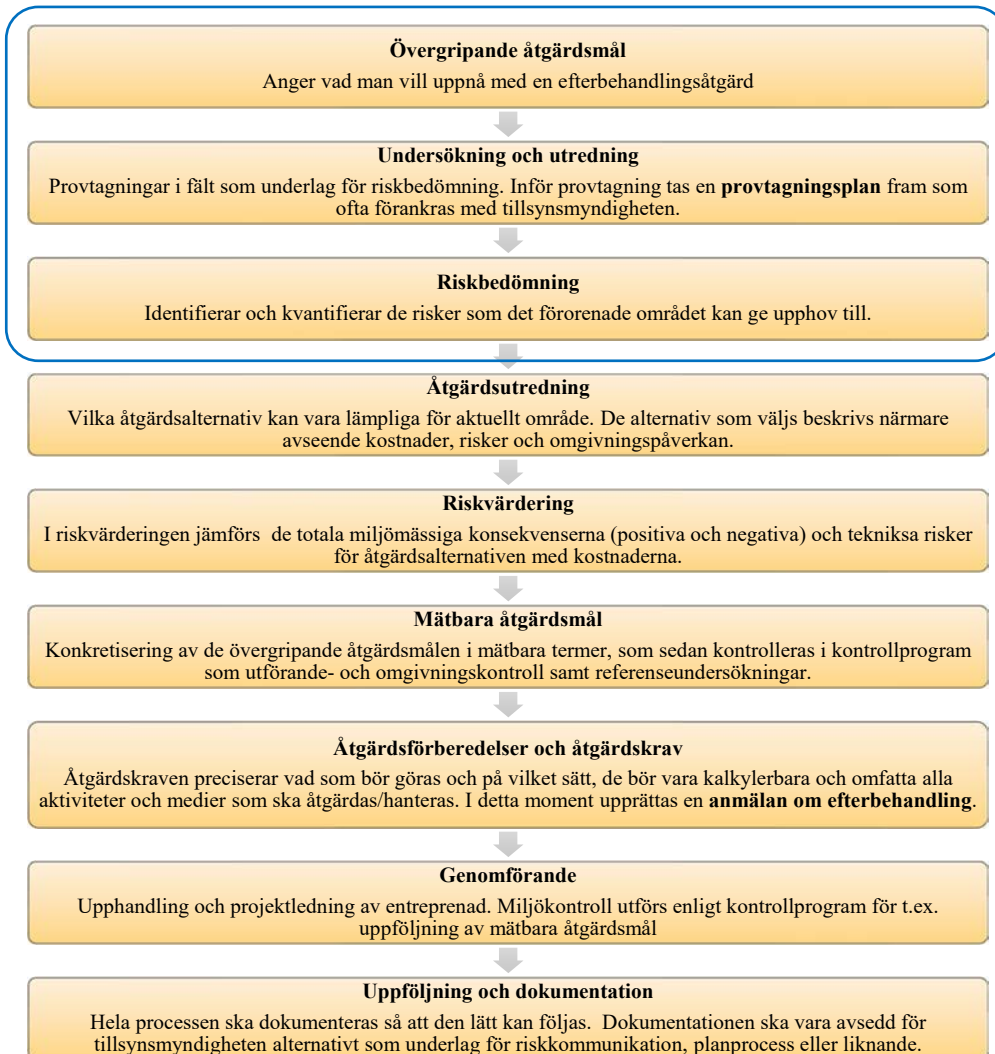 Övergripande åtgärdsmål
Anger vad man vill uppnå med en efterbehandlingsåtgärd
Undersökning och utredning
Provtagningar i fält som underlag för riskbedömning. Inför provtagning tas en provtagningsplan fram som
ofta förankras med tillsynsmyndigheten.
Riskbedömning
Identifierar och kvantifierar de risker som det förorenade området kan ge upphov till.
Åtgärdsutredning
Vilka åtgärdsalternativ kan vara lämpliga för aktuellt område. De alternativ som väljs beskrivs närmare
avseende kostnader, risker och omgivningspåverkan.
Riskvärdering
I riskvärderingen jämförs de totala miljömässiga konsekvenserna (positiva och negativa) och tekniksa risker
för åtgärdsalternativen med kostnaderna.
Mätbara åtgärdsmål
Konkretisering av de övergripande åtgärdsmålen i mätbara termer, som sedan kontrolleras i kontrollprogram
som utförande- och omgivningskontroll samt referenseundersökningar.
Åtgärdsförberedelser och åtgärdskrav
Åtgärdskraven preciserar vad som bör göras och på vilket sätt, de bör vara kalkylerbara och omfatta alla
aktiviteter och medier som ska åtgärdas/hanteras. I detta moment upprättas en anmälan om efterbehandling.
Genomförande
Upphandling och projektledning av entreprenad. Miljökontroll utförs enligt kontrollprogram för t.ex.
uppföljning av mätbara åtgärdsmål
Uppföljning och dokumentation
Hela processen ska dokumenteras så att den lätt kan följas. Dokumentationen ska vara avsedd för
tillsynsmyndigheten alternativt som underlag för riskkommunikation, planprocess eller liknande.